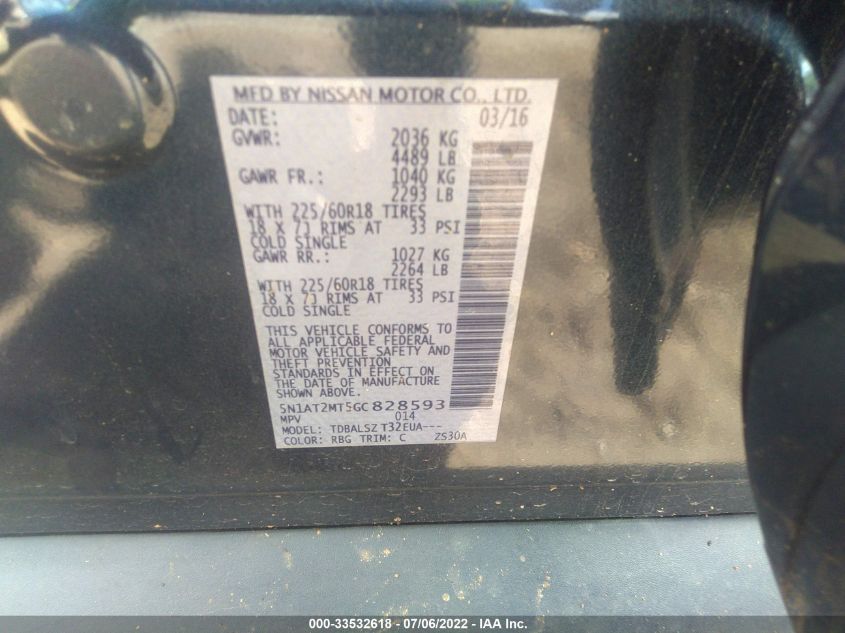 MFD BY NISSAN MOTOR CO., LTD.
DATE: 03/16
GVWR: 2036 KG
4489 LB
GAWR FR.: 1040 KG
2293 LB
WITH 225/60R18 TIRES
18 X 7J RIMS AT 33 PSI
COLD SINGLE
GAWR RR.: 1027 KG
2264 LB
WITH 225/60R18 TIRES
18 X 7J RIMS AT 33 PSI
COLD SINGLE
THIS VEHICLE CONFORMS TO
ALL APPLICABLE FEDERAL
MOTOR VEHICLE SAFETY AND
THEFT PREVENTION
STANDARDS IN EFFECT ON
THE DATE OF MANUFACTURE
SHOWN ABOVE.
5N1AT2MT5GC828593
MPV 014
MODEL: TDBALSZ T32EUA---
COLOR: RBG TRIM: C ZS30A
000-33532618 - 07/06/2022 - IAA Inc.